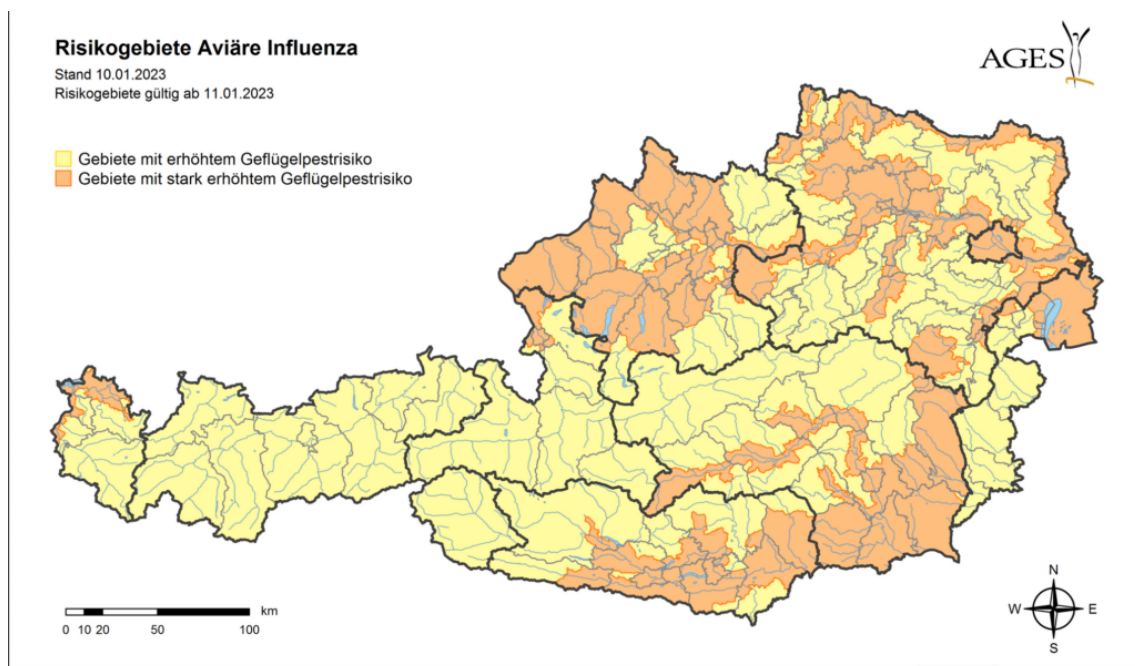 Risikogebiete Aviäre Influenza
Stand 10.01.2023
Risikogebiete gültig ab 11.01.2023
AGES
Gebiete mit erhöhtem Geflügelpestrisiko
Gebiete mit stark erhöhtem Geflügelpestrisiko
km
0 10 20 50 100
N
W E
S